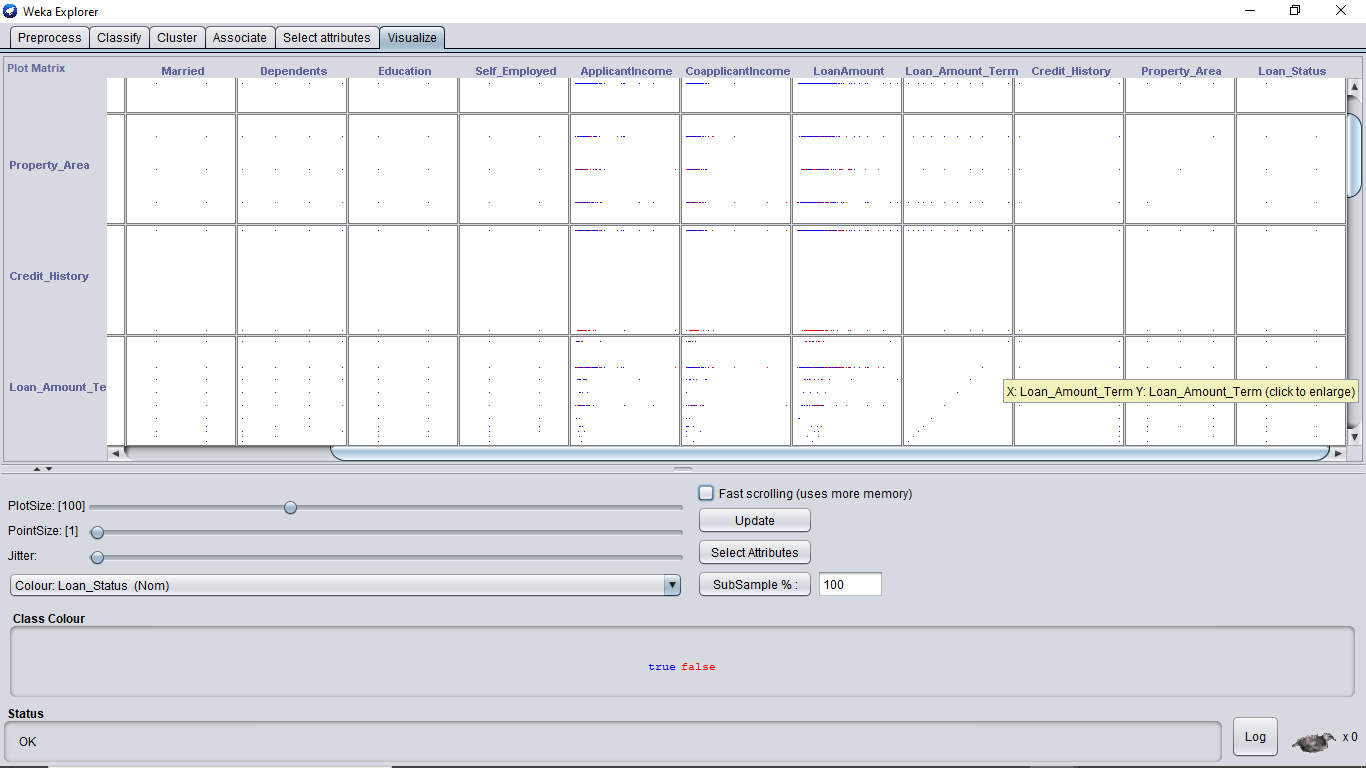 Weka Explorer
Preprocess Classify Cluster Associate Select attributes Visualize
Plot Matrix Married Dependents Education Self_Employed ApplicantIncome CoapplicantIncome LoanAmount Loan_Amount_Term Credit_History Property_Area Loan_Status
Property_Area
Credit_History
Loan_Amount_Te
X: Loan_Amount_Term Y: Loan_Amount_Term (click to enlarge)
PlotSize: [100]
PointSize: [1]
Jitter:
Colour: Loan_Status (Nom)
Fast scrolling (uses more memory)
Update
Select Attributes
SubSample % : 100
Class Colour
true false
Status
OK
Log x 0